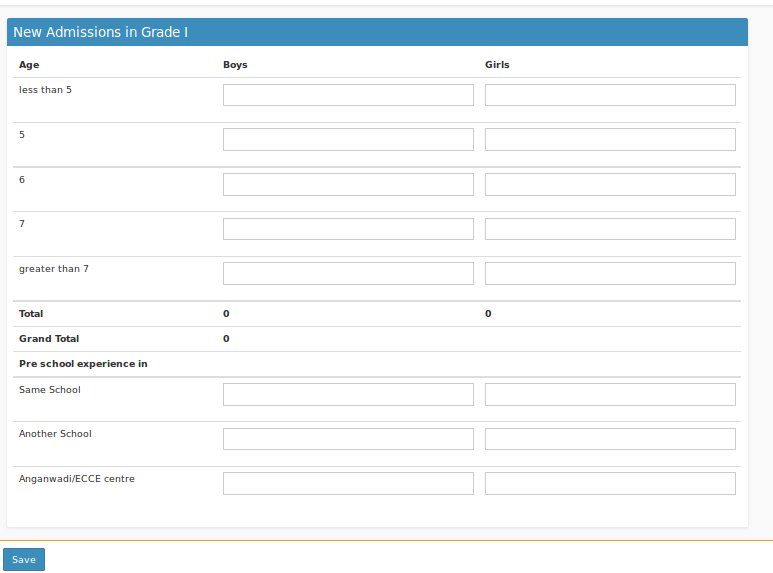 New Admissions in Grade I
Age Boys Girls
less than 5
5
6
7
greater than 7
Total 0 0
Grand Total 0
Pre school experience in
Same School
Another School
Anganwadi/ECCE centre
Save